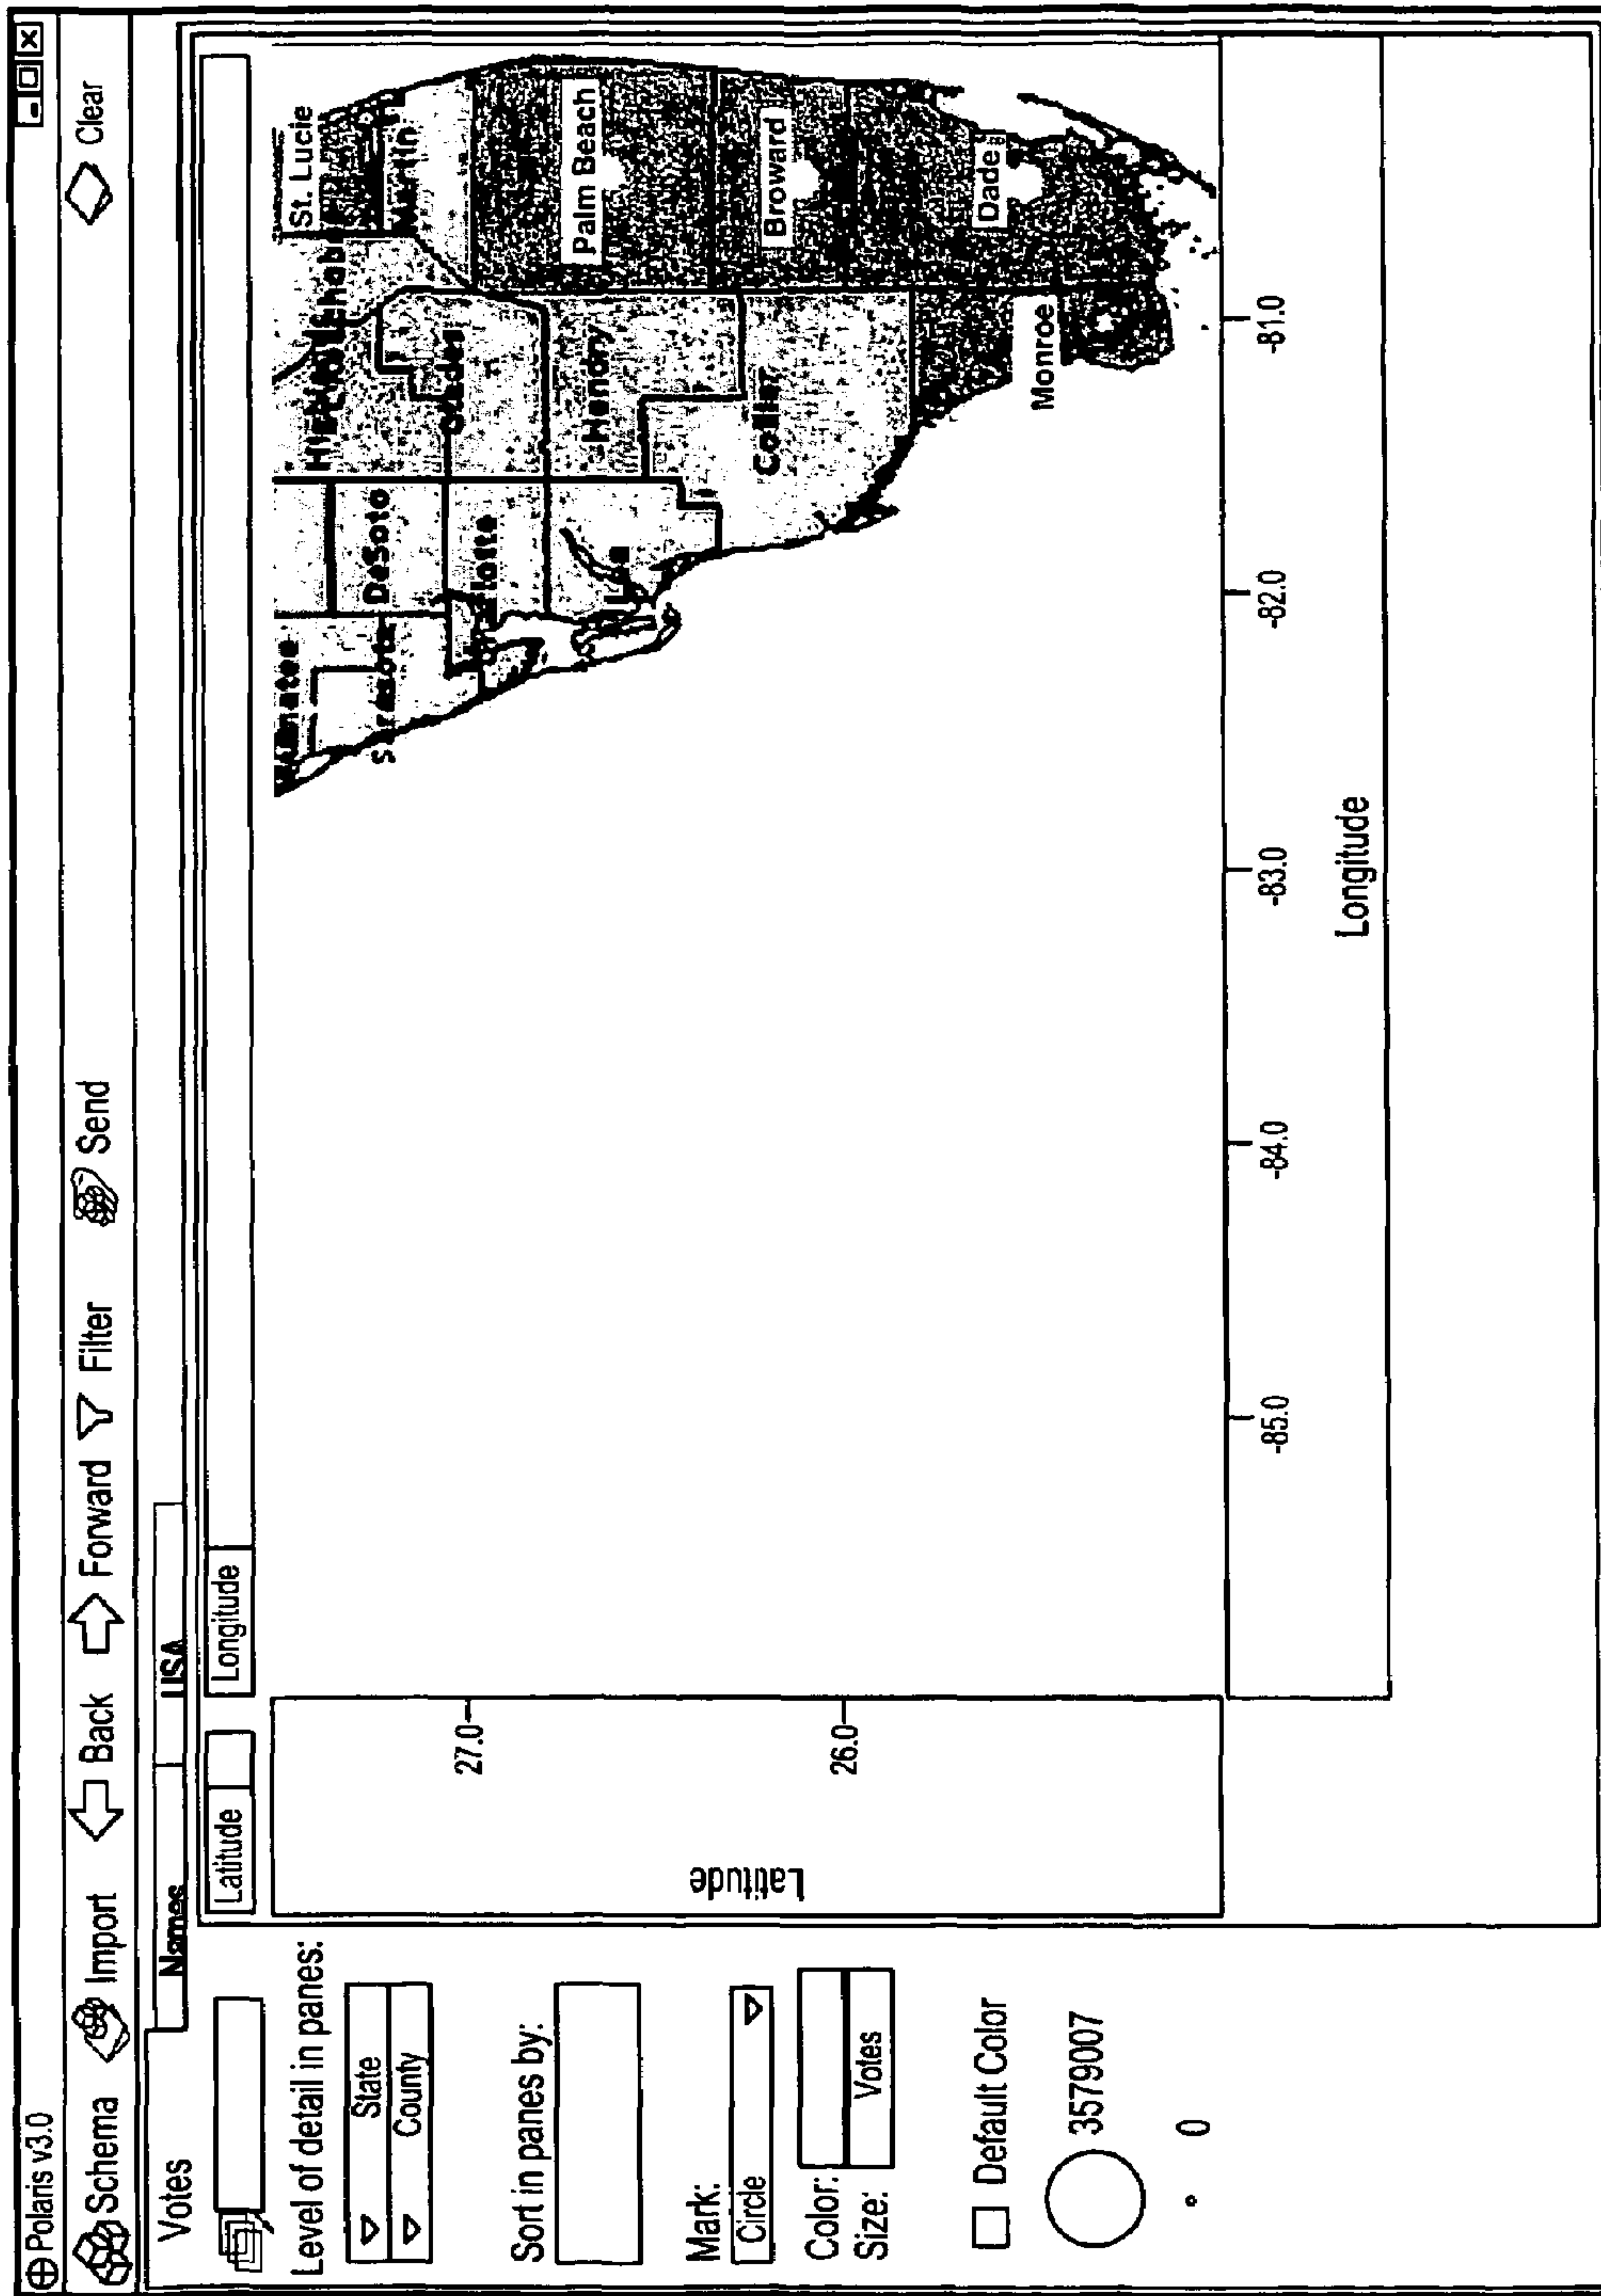 Polaris v3.0
Schema Import Back Forward Filter Send Clear
Votes Names USA
Latitude Longitude
Level of detail in panes:
State
County
Sort in panes by:
Mark:
Circle
Color:
Size: Votes
Default Color
3579007
0
Latitude
27.0
26.0
St. Lucie
Martin
Sarasota DeSoto
Hendry
Palm Beach
Collier
Broward
Dade
Monroe
-85.0 -84.0 -83.0 -82.0 -81.0
Longitude